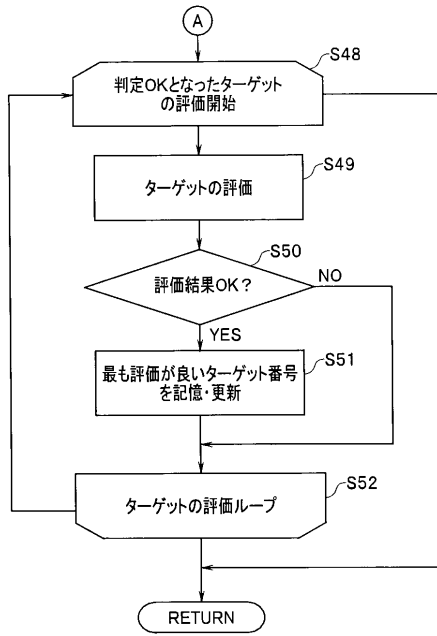 A
S48
判定OKとなったターゲット
の評価開始
S49
ターゲットの評価
S50
評価結果OK?
NO
YES
S51
最も評価が良いターゲット番号
を記憶・更新
S52
ターゲットの評価ループ
RETURN